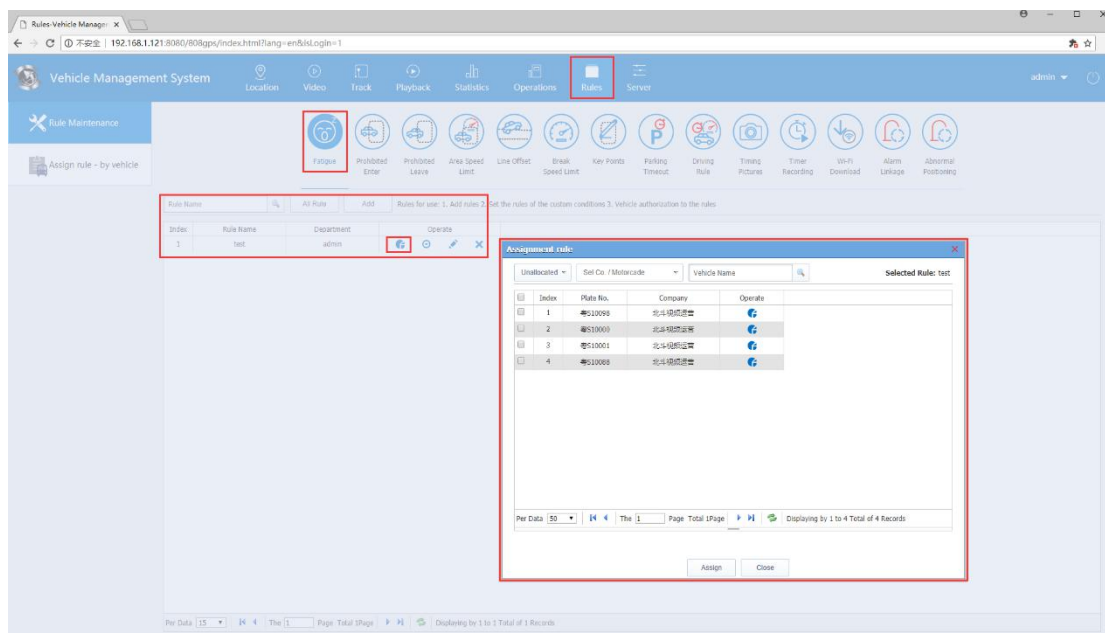 Rules-Vehicle Manager
不安全 | 192.168.1.121:8080/808gps/index.html?lang=en&isLogin=1
Vehicle Management System
Location
Video
Track
Playback
Statistics
Operations
Rules
Server
admin
Rule Maintenance
Assign rule - by vehicle
Fatigue
Prohibited Enter
Prohibited Leave
Area Speed Limit
Line Offset
Break Speed Limit
Key Points
Parking Timeout
Driving Rule
Timing Pictures
Timer Recording
Wi-Fi Download
Alarm Linkage
Abnormal Positioning
Rule Name
All Rule
Add
Rules for use: 1. Add rules 2. Set the rules of the custom conditions 3. Vehicle authorization to the rules
Index Rule Name Department Operate
1 test admin
Assignment rule
Unallocated
Sel Co. / Motorcade
Vehicle Name
Selected Rule: test
Index Plate No. Company Operate
1 粤S10098 北斗视频运营
2 粤S10000 北斗视频运营
3 粤S10001 北斗视频运营
4 粤S10088 北斗视频运营
Per Data 50 The 1 Page Total 1Page Displaying by 1 to 4 Total of 4 Records
Assign
Close
Per Data 15 The 1 Page Total 1Page Displaying by 1 to 1 Total of 1 Records